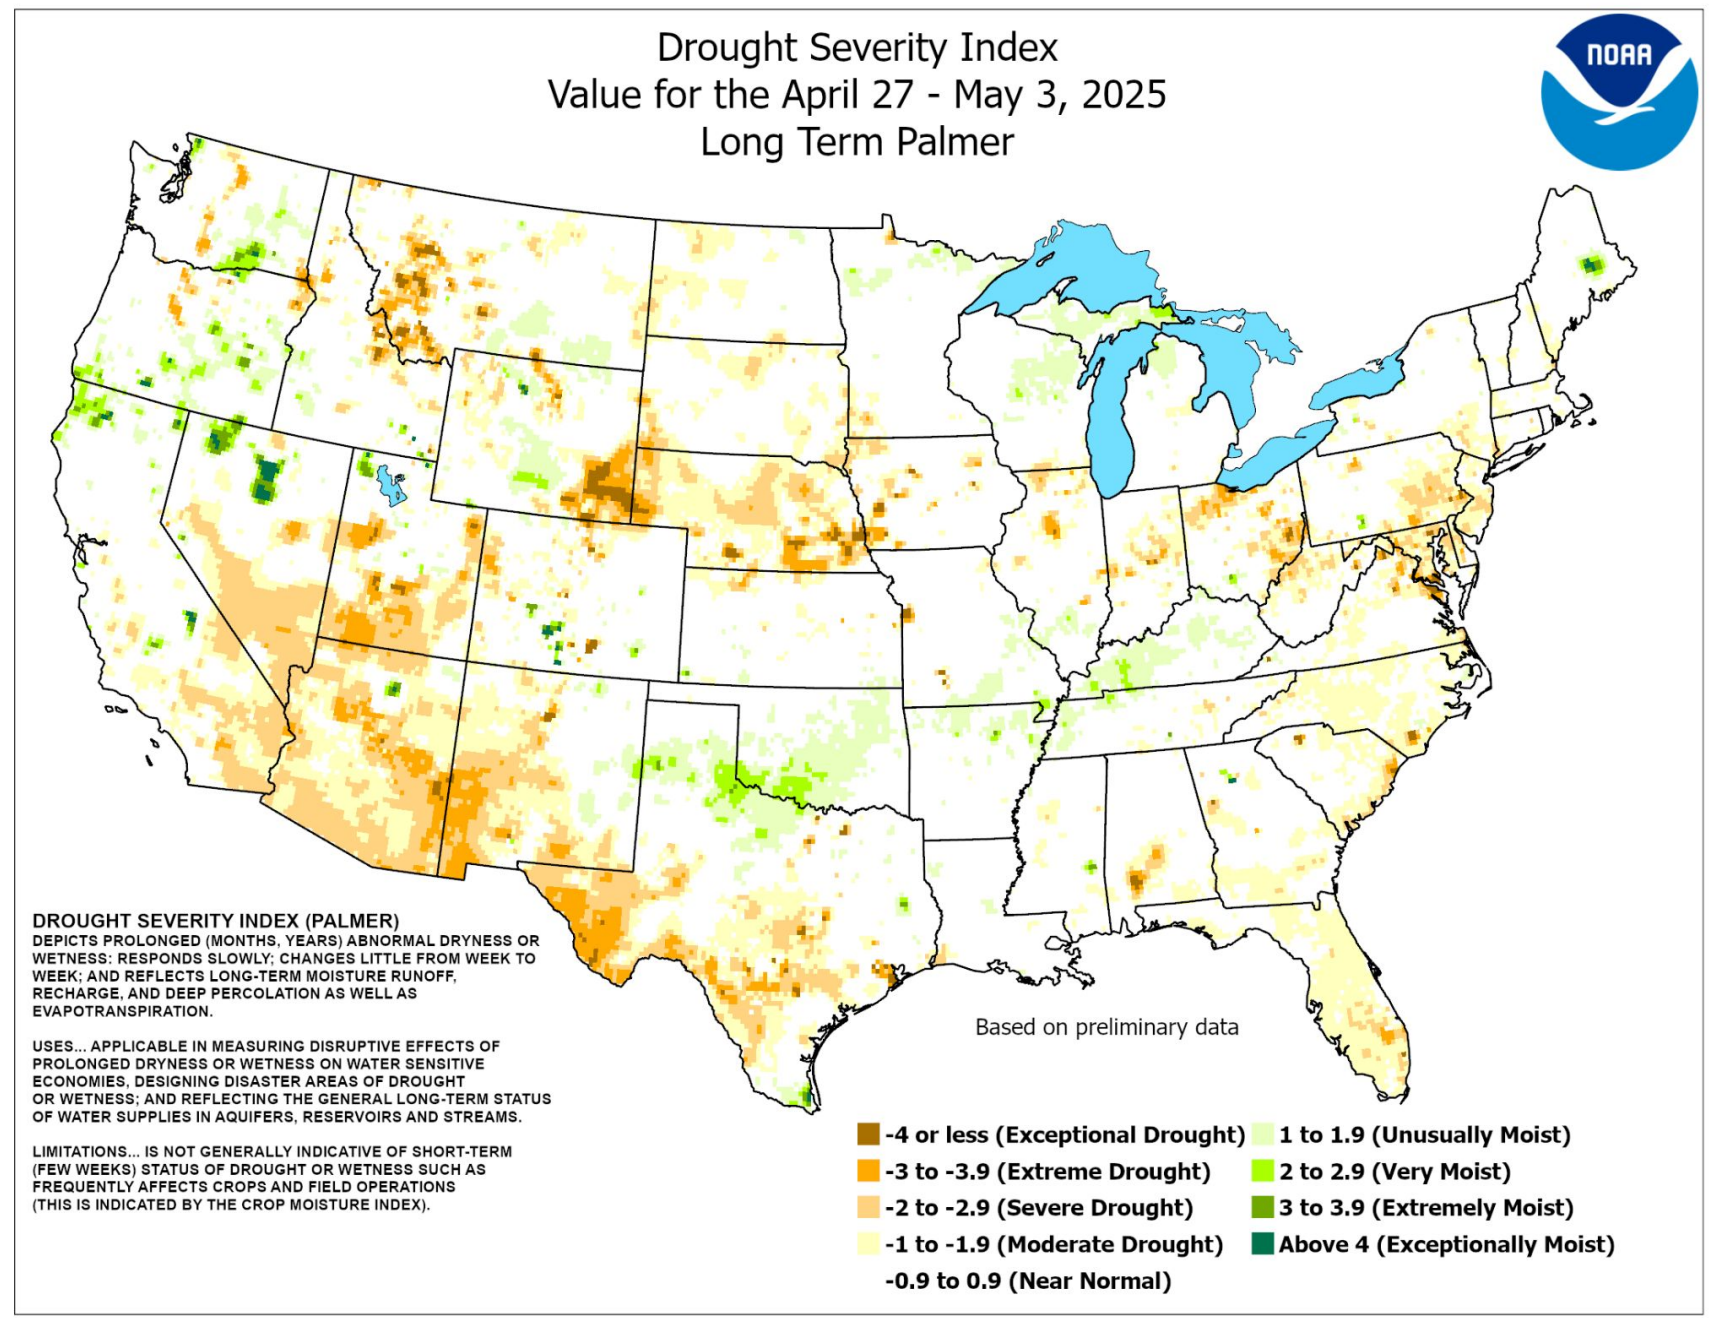 Drought Severity Index
Value for the April 27 - May 3, 2025
Long Term Palmer
NOAA
DROUGHT SEVERITY INDEX (PALMER)
DEPICTS PROLONGED (MONTHS, YEARS) ABNORMAL DRYNESS OR
WETNESS: RESPONDS SLOWLY; CHANGES LITTLE FROM WEEK TO
WEEK; AND REFLECTS LONG-TERM MOISTURE RUNOFF,
RECHARGE, AND DEEP PERCOLATION AS WELL AS
EVAPOTRANSPIRATION.
USES... APPLICABLE IN MEASURING DISRUPTIVE EFFECTS OF
PROLONGED DRYNESS OR WETNESS ON WATER SENSITIVE
ECONOMIES, DESIGNING DISASTER AREAS OF DROUGHT
OR WETNESS; AND REFLECTING THE GENERAL LONG-TERM STATUS
OF WATER SUPPLIES IN AQUIFERS, RESERVOIRS AND STREAMS.
LIMITATIONS... IS NOT GENERALLY INDICATIVE OF SHORT-TERM
(FEW WEEKS) STATUS OF DROUGHT OR WETNESS SUCH AS
FREQUENTLY AFFECTS CROPS AND FIELD OPERATIONS
(THIS IS INDICATED BY THE CROP MOISTURE INDEX).
Based on preliminary data
-4 or less (Exceptional Drought)
-3 to -3.9 (Extreme Drought)
-2 to -2.9 (Severe Drought)
-1 to -1.9 (Moderate Drought)
-0.9 to 0.9 (Near Normal)
1 to 1.9 (Unusually Moist)
2 to 2.9 (Very Moist)
3 to 3.9 (Extremely Moist)
Above 4 (Exceptionally Moist)